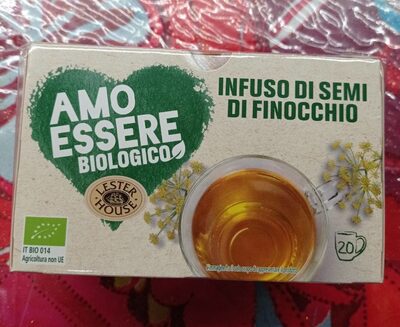 AMO
ESSERE
BIOLOGICO
LESTER
HOUSE
INFUSO DI SEMI
DI FINOCCHIO
20
IT BIO 014
Agricoltura non UE